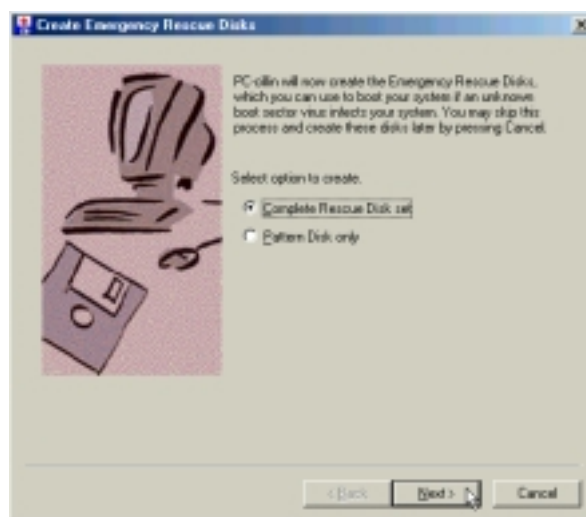 Create Emergency Rescue Disks
PC-cillin will now create the Emergency Rescue Disks,
which you can use to boot your system if an unknown
boot sector virus infects your system. You may skip this
process and create these disks later by pressing Cancel.
Select option to create.
Complete Rescue Disk set
Pattern Disk only
< Back
Next >
Cancel